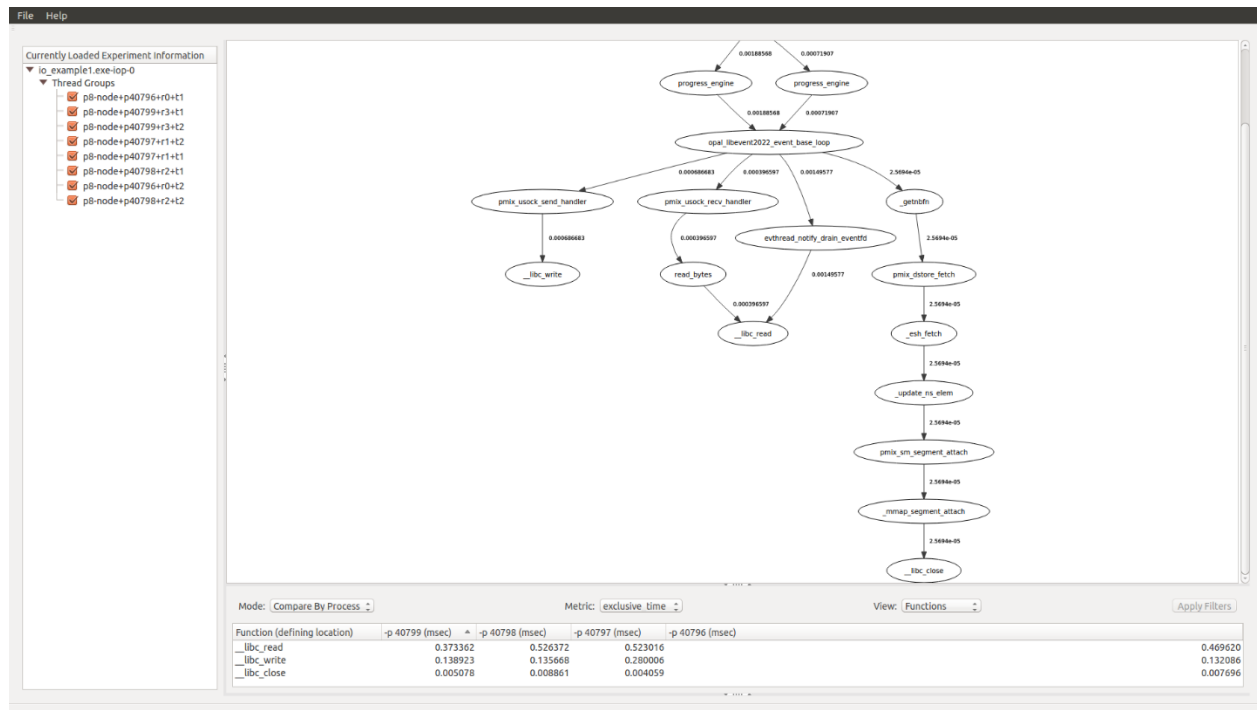 File Help
Currently Loaded Experiment Information
io_example1.exe-iop-0
Thread Groups
p8-node+p40796+r0+t1
p8-node+p40799+r3+t1
p8-node+p40799+r3+t2
p8-node+p40797+r1+t2
p8-node+p40797+r1+t1
p8-node+p40798+r2+t1
p8-node+p40796+r0+t2
p8-node+p40798+r2+t2
0.00188568 0.00071907
progress_engine progress_engine
0.00188568 0.00071907
opal_libevent2022_event_base_loop
0.000686683 0.000396597 0.00149577 2.5694e-05
pmix_usock_send_handler pmix_usock_recv_handler _getnbfn
0.000686683 0.000396597 evthread_notify_drain_eventfd 2.5694e-05
__libc_write read_bytes 0.00149577 pmix_dstore_fetch
0.000396597 2.5694e-05
__libc_read _esh_fetch
2.5694e-05
_update_ns_elem
2.5694e-05
pmix_sm_segment_attach
2.5694e-05
_mmap_segment_attach
2.5694e-05
__libc_close
Mode: Compare By Process Metric: exclusive_time View: Functions Apply Filters
Function (defining location) -p 40799 (msec) -p 40798 (msec) -p 40797 (msec) -p 40796 (msec)
__libc_read 0.373362 0.526372 0.523016 0.469620
__libc_write 0.138923 0.135668 0.280006 0.132086
__libc_close 0.005078 0.008861 0.004059 0.007696